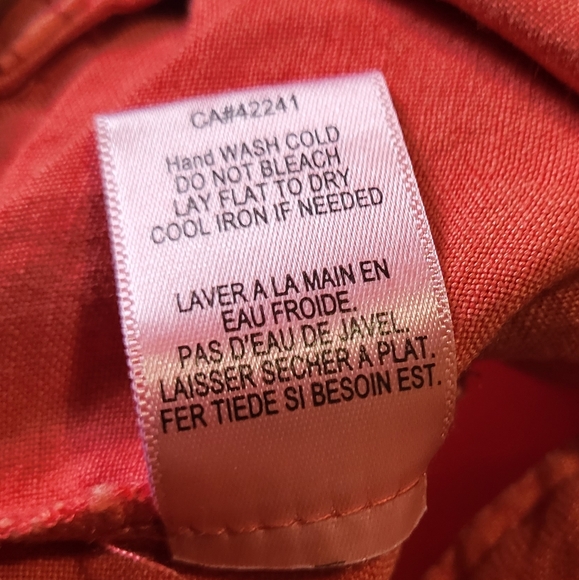 CA#42241
Hand WASH COLD
DO NOT BLEACH
LAY FLAT TO DRY
COOL IRON IF NEEDED
LAVER A LA MAIN EN
EAU FROIDE.
PAS D'EAU DE JAVEL.
LAISSER SECHER A PLAT.
FER TIEDE SI BESOIN EST.